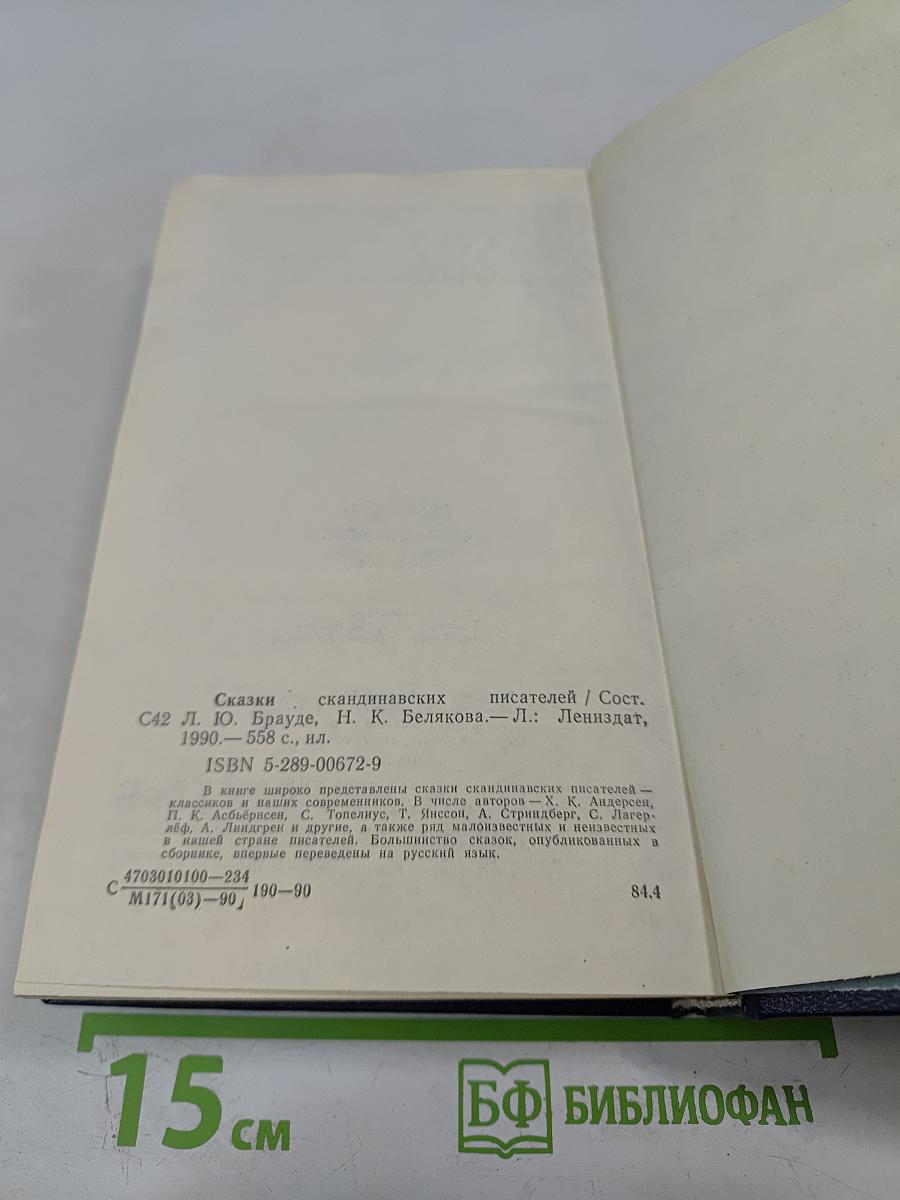 Сказки скандинавских писателей / Сост.
С42 Л. Ю. Брауде, Н. К. Белякова.— Л.: Лениздат,
1990.— 558 с., ил.
ISBN 5-289-00672-9
В книге широко представлены сказки скандинавских писателей —
классиков и наших современников. В числе авторов — Х. К. Андерсен,
П. К. Асбьёрнсен, С. Топелиус, Т. Янссон, А. Стриндберг, С. Лагер-
лёф, А. Линдгрен и другие, а также ряд малоизвестных и неизвестных
в нашей стране писателей. Большинство сказок, опубликованных в
сборнике, впервые переведены на русский язык.
С 4703010100—234
М171(03)—90 190—90 84.4
15 см БФ БИБЛИОФАН